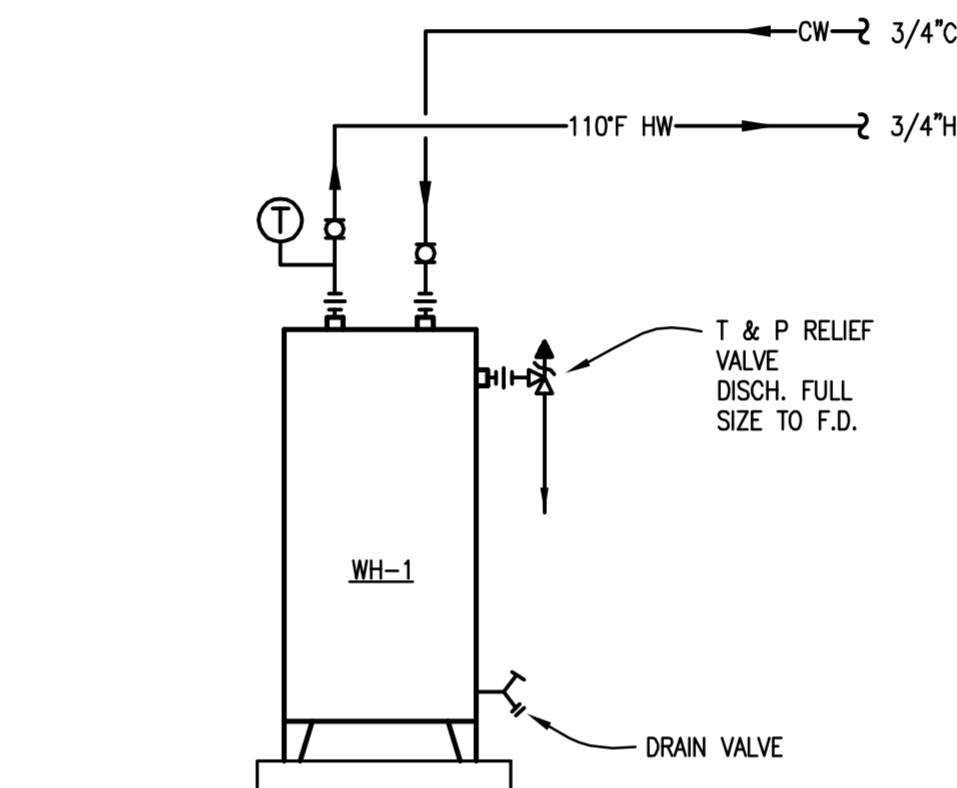 CW 3/4"C
110°F HW 3/4"H
T
T & P RELIEF
VALVE
DISCH. FULL
SIZE TO F.D.
WH-1
DRAIN VALVE